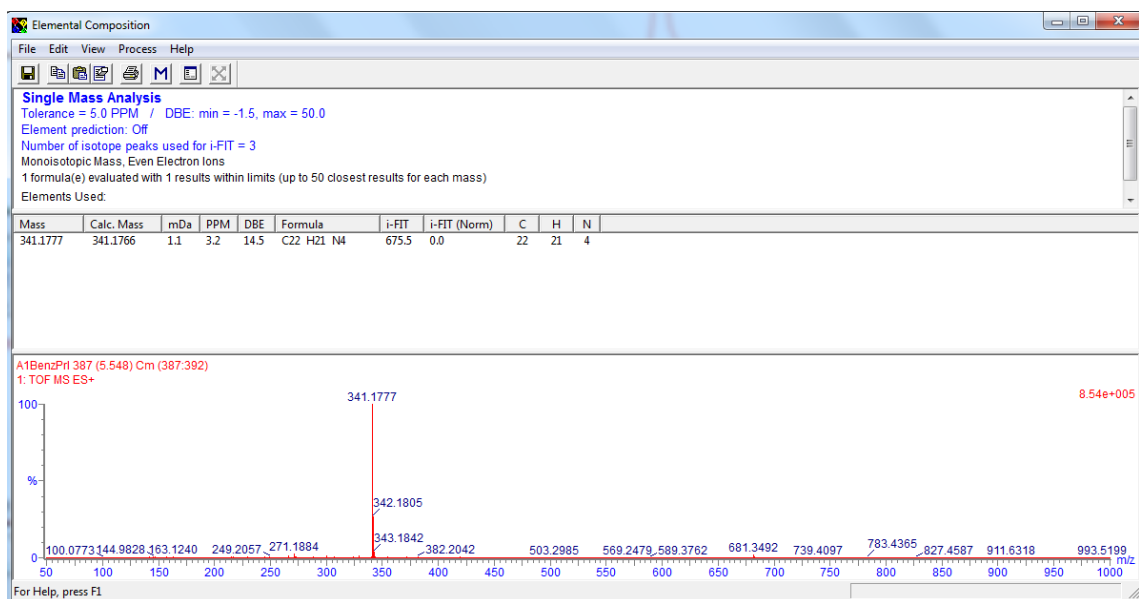 Elemental Composition
File Edit View Process Help
M
Single Mass Analysis
Tolerance = 5.0 PPM / DBE: min = -1.5, max = 50.0
Element prediction: Off
Number of isotope peaks used for i-FIT = 3
Monoisotopic Mass, Even Electron Ions
1 formula(e) evaluated with 1 results within limits (up to 50 closest results for each mass)
Elements Used:
Mass Calc. Mass mDa PPM DBE Formula i-FIT i-FIT (Norm) C H N
341.1777 341.1766 1.1 3.2 14.5 C22 H21 N4 675.5 0.0 22 21 4
A1BenzPrI 387 (5.548) Cm (387:392)
1: TOF MS ES+
8.54e+005
341.1777
100
%
342.1805
343.1842
100.0773 144.9828 163.1240 249.2057 271.1884 382.2042 503.2985 569.2479 589.3762 681.3492 739.4097 783.4365 827.4587 911.6318 993.5199
0
m/z
50 100 150 200 250 300 350 400 450 500 550 600 650 700 750 800 850 900 950 1000
For Help, press F1